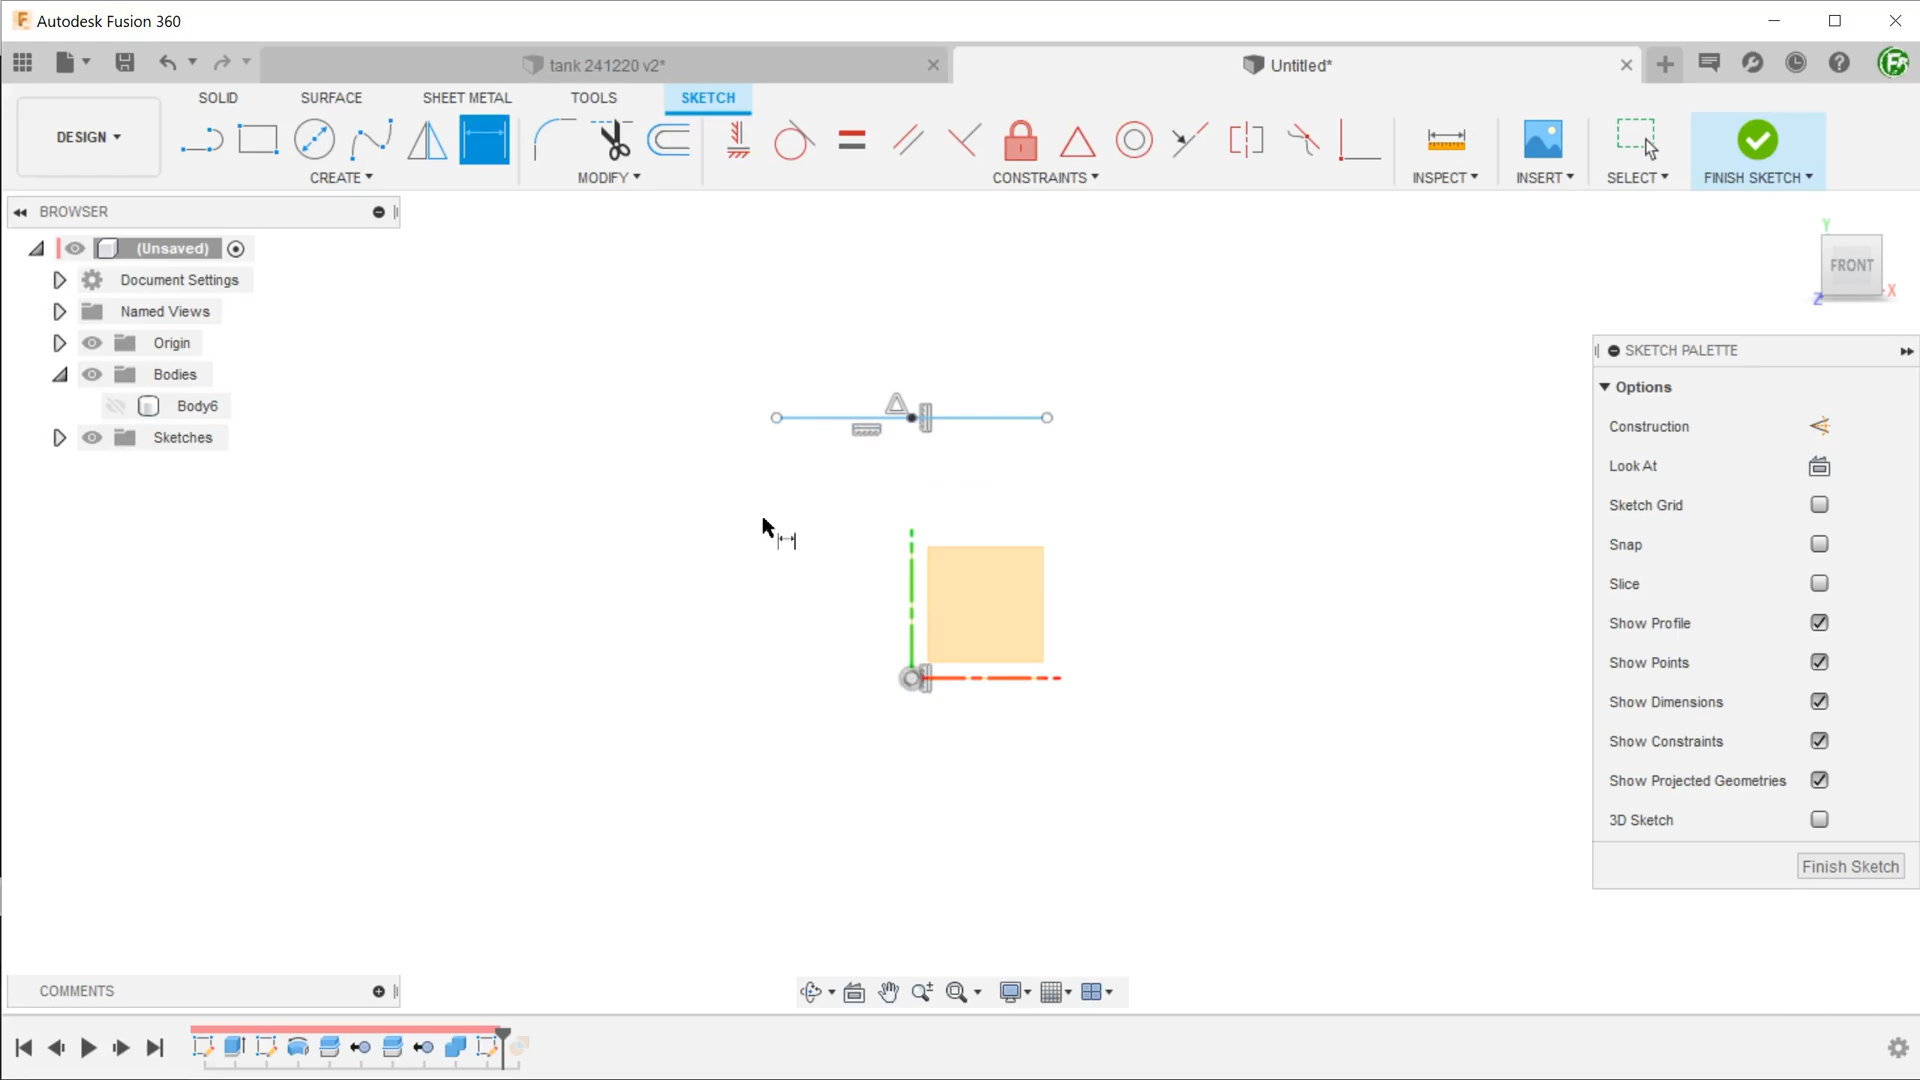 Autodesk Fusion 360
tank 241220 v2*
Untitled*
SOLID SURFACE SHEET METAL TOOLS SKETCH
DESIGN
CREATE MODIFY CONSTRAINTS INSPECT INSERT SELECT FINISH SKETCH
BROWSER
(Unsaved)
Document Settings
Named Views
Origin
Bodies
Body6
Sketches
Y
FRONT
Z
X
SKETCH PALETTE
Options
Construction
Look At
Sketch Grid
Snap
Slice
Show Profile
Show Points
Show Dimensions
Show Constraints
Show Projected Geometries
3D Sketch
Finish Sketch
COMMENTS